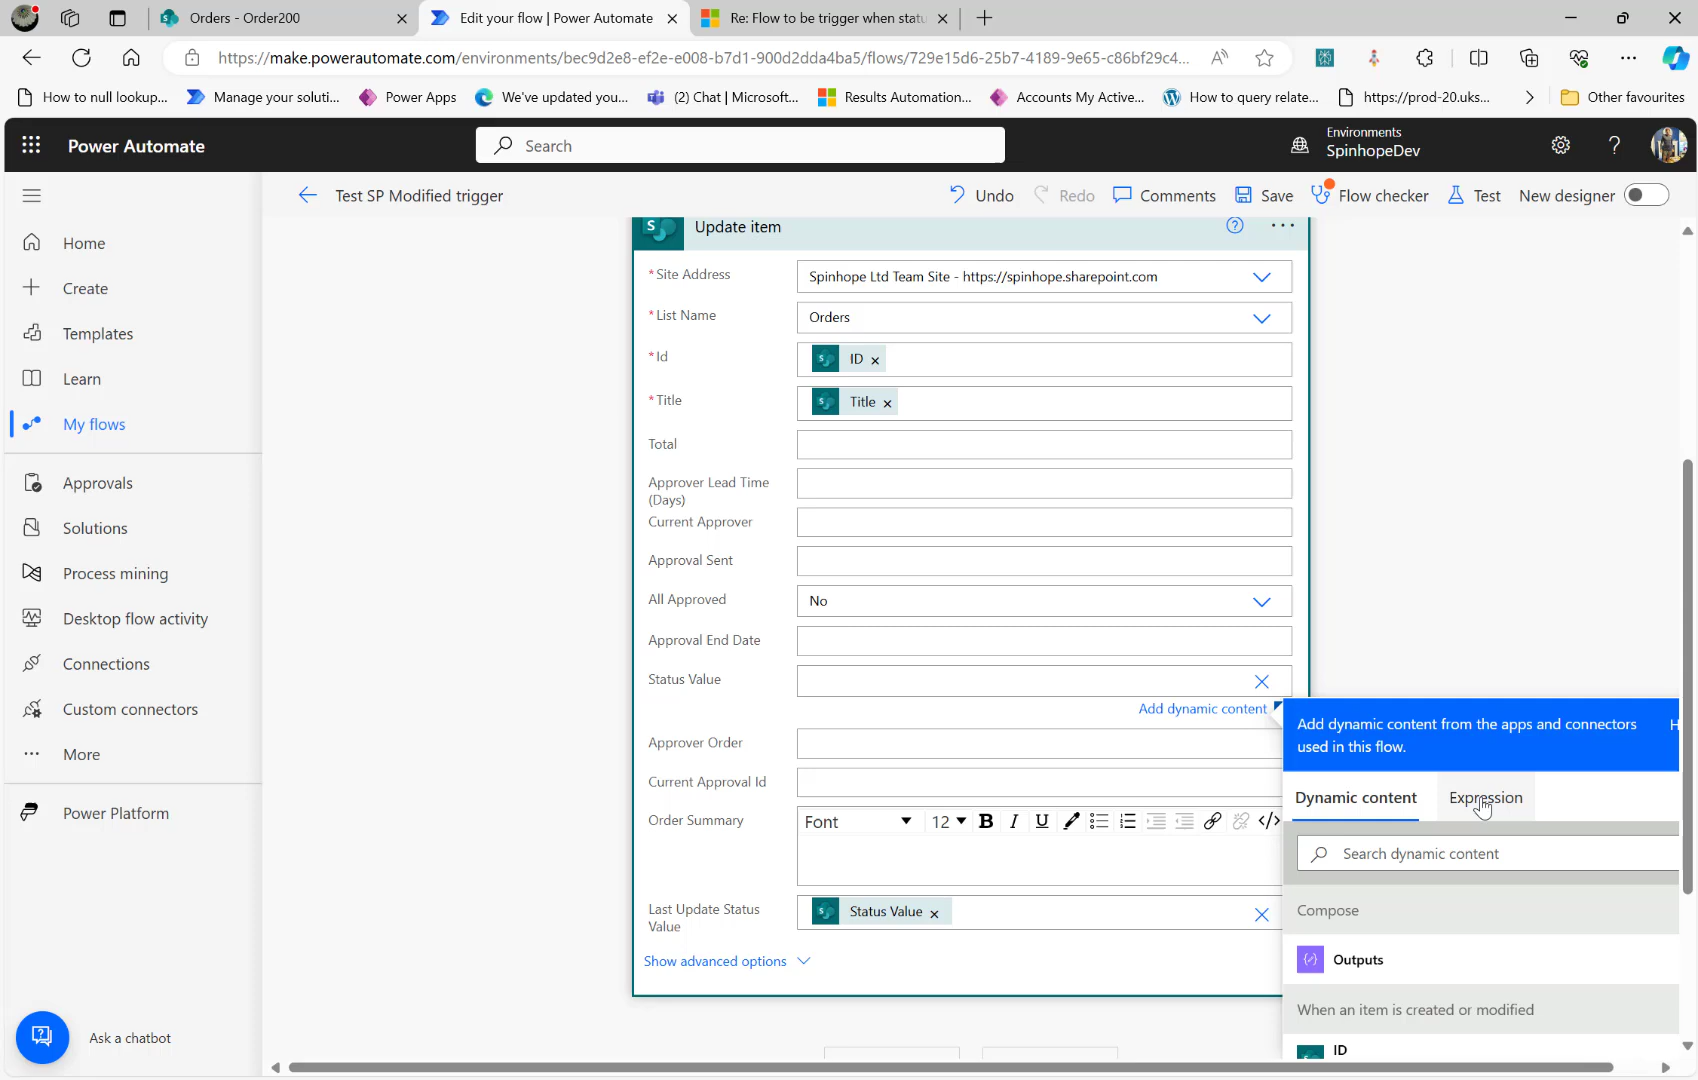 Orders - Order200
Edit your flow | Power Automate
Re: Flow to be trigger when statu
https://make.powerautomate.com/environments/bec9d2e8-ef2e-e008-b7d1-900d2dda4ba5/flows/729e15d6-25b7-4189-9e65-c86bf29c4...
How to null lookup...
Manage your soluti...
Power Apps
We've updated you...
(2) Chat | Microsoft...
Results Automation...
Accounts My Active...
How to query relate...
https://prod-20.uks...
Other favourites
Power Automate
Search
Environments
SpinhopeDev
Test SP Modified trigger
Undo
Redo
Comments
Save
Flow checker
Test
New designer
Home
Create
Templates
Learn
My flows
Approvals
Solutions
Process mining
Desktop flow activity
Connections
Custom connectors
More
Power Platform
Ask a chatbot
Update item
*Site Address
Spinhope Ltd Team Site - https://spinhope.sharepoint.com
*List Name
Orders
*Id
ID
*Title
Title
Total
Approver Lead Time
(Days)
Current Approver
Approval Sent
All Approved
No
Approval End Date
Status Value
Add dynamic content
Approver Order
Current Approval Id
Order Summary
Font
12
B I U
Last Update Status
Value
Status Value
Show advanced options
Add dynamic content from the apps and connectors
used in this flow.
H
Dynamic content
Expression
Search dynamic content
Compose
Outputs
When an item is created or modified
ID